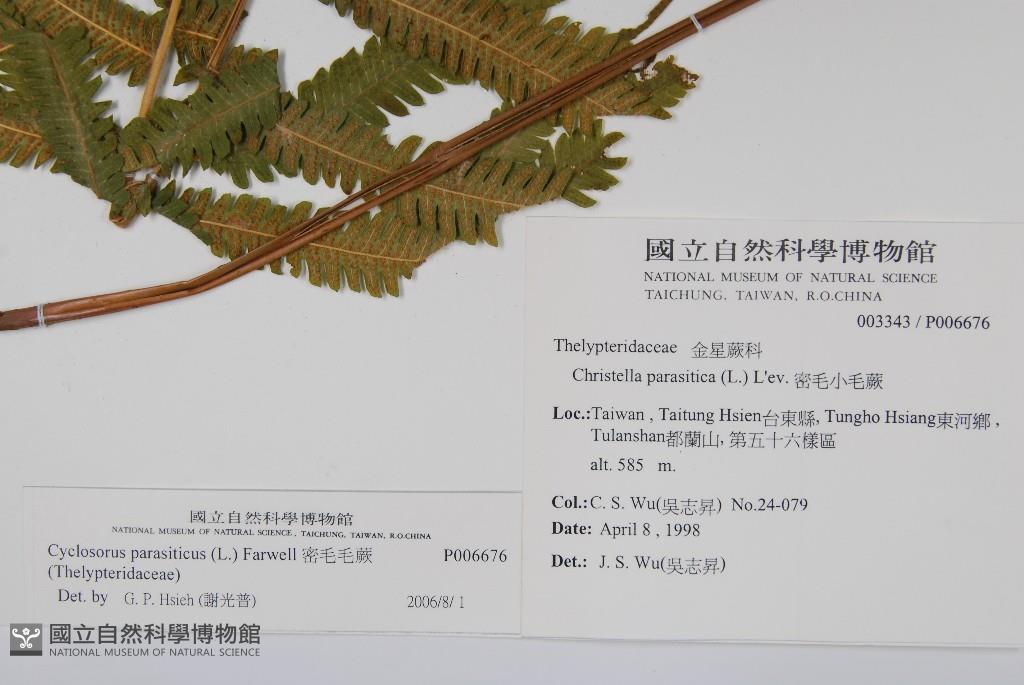 國立自然科學博物館
NATIONAL MUSEUM OF NATURAL SCIENCE
TAICHUNG, TAIWAN, R.O.CHINA
003343 / P006676
Thelypteridaceae 金星蕨科
Christella parasitica (L.) L'ev. 密毛小毛蕨
Loc.:Taiwan , Taitung Hsien台東縣, Tungho Hsiang東河鄉 ,
Tulanshan都蘭山, 第五十六樣區
alt. 585 m.
Col.:C. S. Wu(吳志昇) No.24-079
Date: April 8 , 1998
Det.: J. S. Wu(吳志昇)
國立自然科學博物館
NATIONAL MUSEUM OF NATURAL SCIENCE , TAICHUNG, TAIWAN, R.O.CHINA
Cyclosorus parasiticus (L.) Farwell 密毛毛蕨 P006676
(Thelypteridaceae)
Det. by G. P. Hsieh (謝光普) 2006/8/ 1
國立自然科學博物館
NATIONAL MUSEUM OF NATURAL SCIENCE